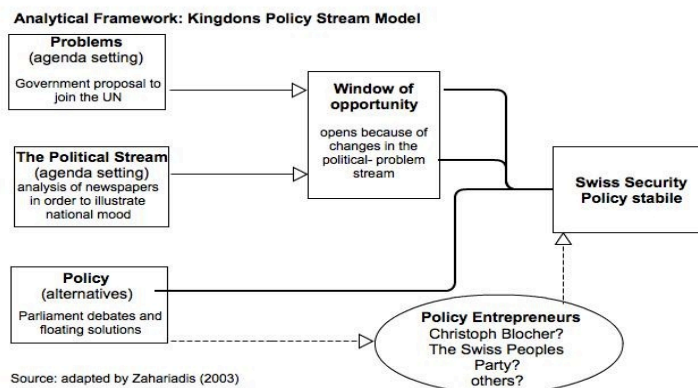 Analytical Framework: Kingdons Policy Stream Model
Problems
(agenda setting)
Government proposal to
join the UN
Window of
opportunity
opens because of
changes in the
political- problem
stream
The Political Stream
(agenda setting)
analysis of newspapers
in order to illustrate
national mood
Swiss Security
Policy stabile
Policy
(alternatives)
Parliament debates and
floating solutions
Policy Entrepreneurs
Christoph Blocher?
The Swiss Peoples
Party?
others?
Source: adapted by Zahariadis (2003)